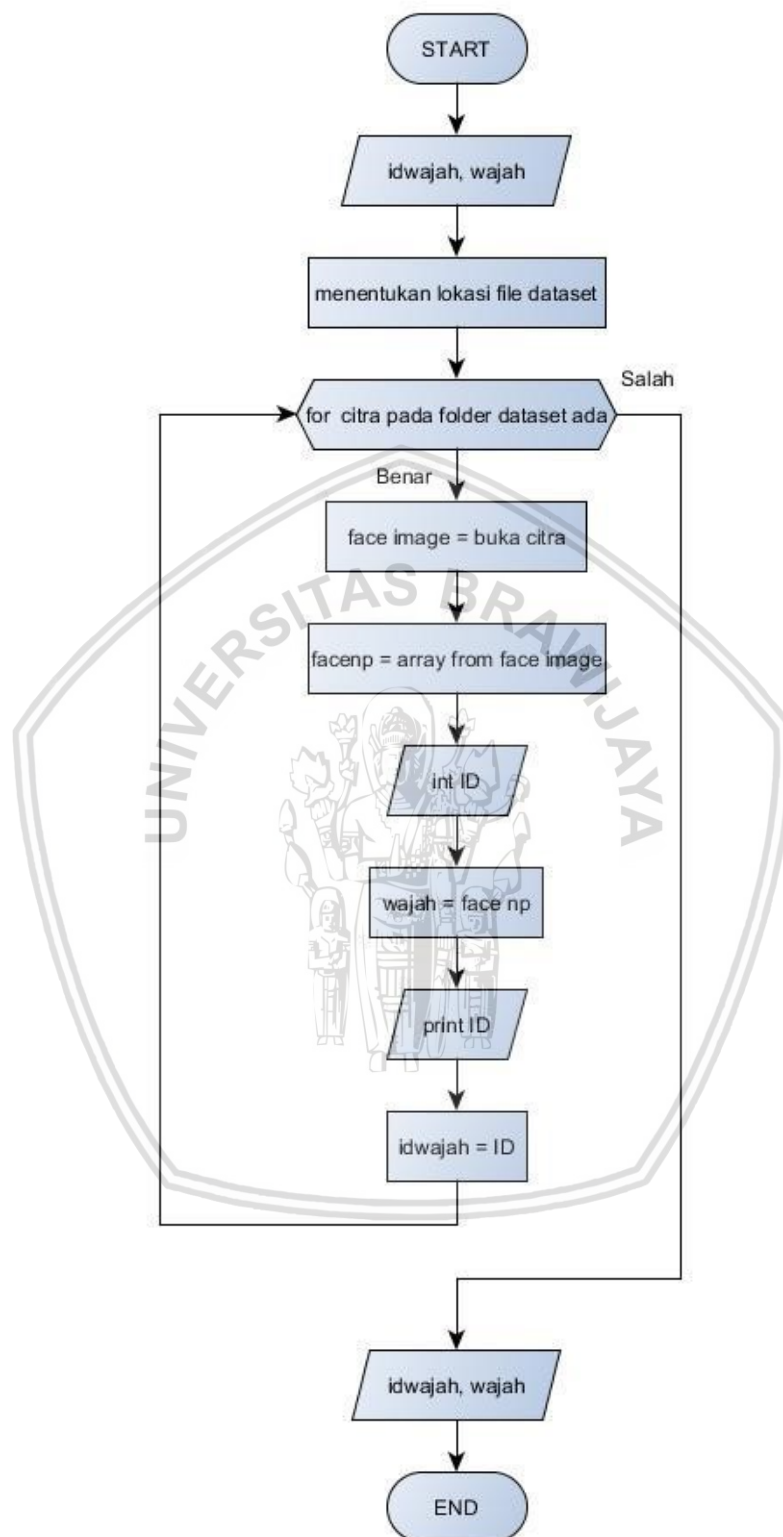 START
idwajah, wajah
menentukan lokasi file dataset
Salah
for citra pada folder dataset ada
Benar
face image = buka citra
facenp = array from face image
int ID
wajah = face np
print ID
idwajah = ID
idwajah, wajah
END
UNIVERSITAS BRAWIJAYA